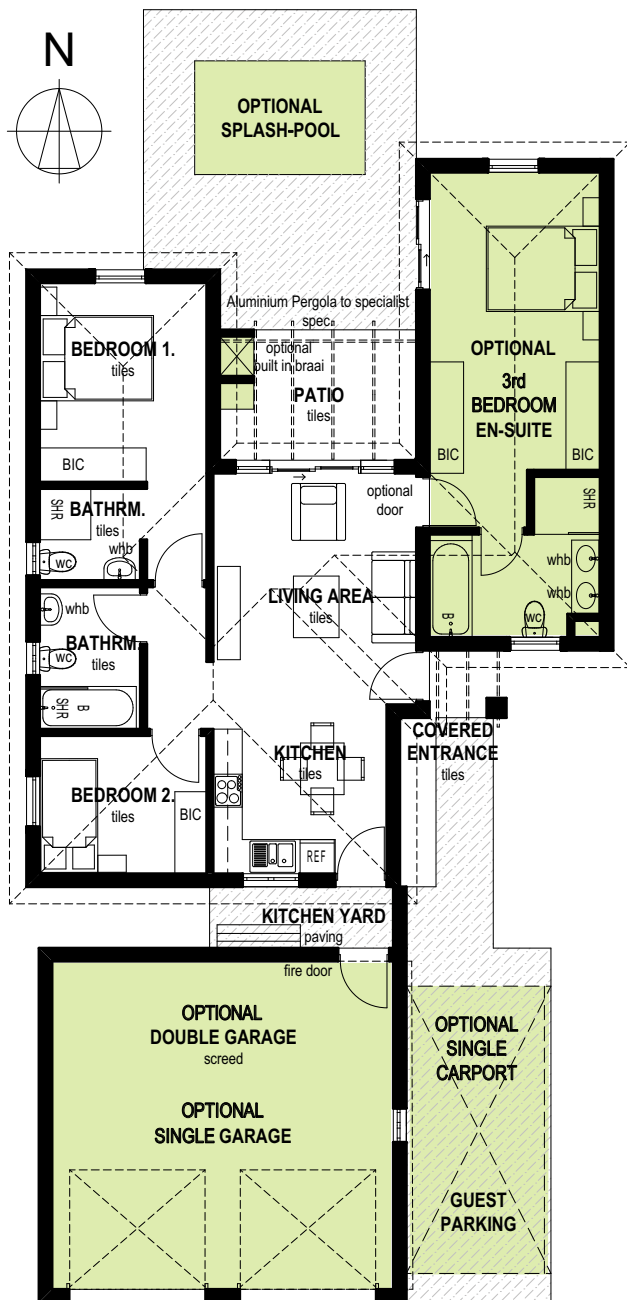 N
OPTIONAL
SPLASH-POOL
Aluminium Pergola to specialist
spec.
optional
built in braai
PATIO
tiles
BEDROOM 1.
tiles
BIC
OPTIONAL
3rd
BEDROOM
EN-SUITE
BIC
BIC
SHR
BATHRM.
tiles
whb
wc
optional
door
SHR
whb
whb
wc
B
LIVING AREA
tiles
whb
BATHRM.
tiles
wc
B
SHR
COVERED
ENTRANCE
tiles
KITCHEN
tiles
REF
BEDROOM 2.
tiles
BIC
KITCHEN YARD
paving
fire door
OPTIONAL
DOUBLE GARAGE
screed
OPTIONAL
SINGLE GARAGE
OPTIONAL
SINGLE
CARPORT
GUEST
PARKING